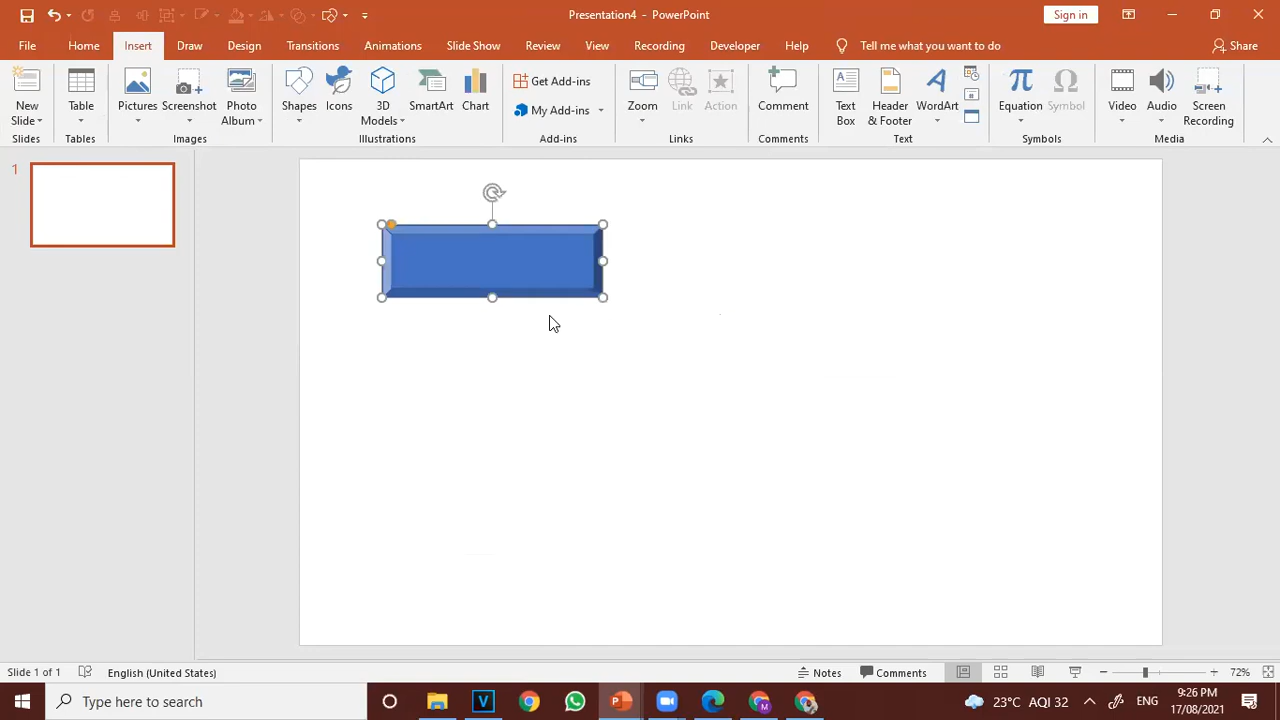 Presentation4 - PowerPoint
Sign in
File Home Insert Draw Design Transitions Animations Slide Show Review View Recording Developer Help Tell me what you want to do Share
New Slide
Table
Pictures
Screenshot
Photo Album
Shapes
Icons
3D Models
SmartArt
Chart
Get Add-ins
My Add-ins
Zoom
Link
Action
Comment
Text Box
Header & Footer
WordArt
Equation
Symbol
Video
Audio
Screen Recording
Slides Tables Images Illustrations Add-ins Links Comments Text Symbols Media
1
Slide 1 of 1 English (United States) Notes Comments 72%
Type here to search
23°C AQI 32
ENG
9:26 PM
17/08/2021